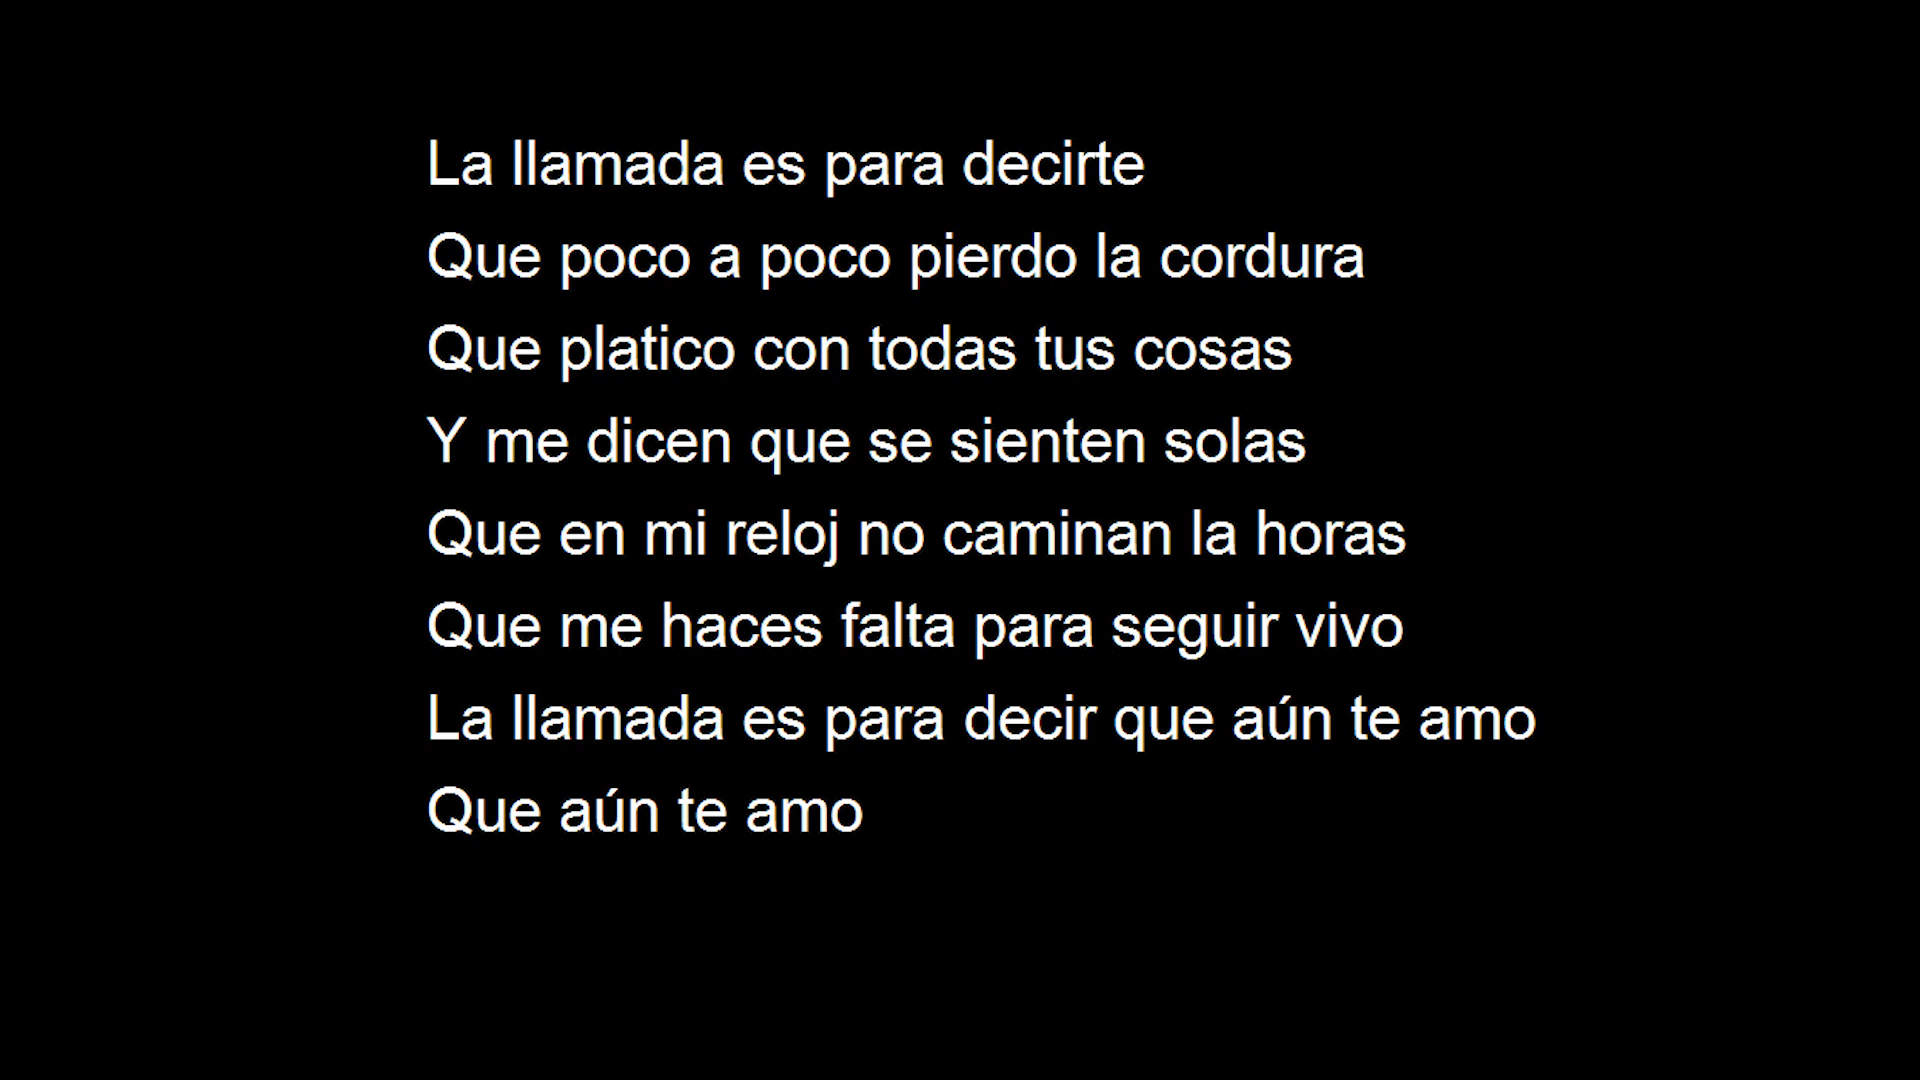 La llamada es para decirte
Que poco a poco pierdo la cordura
Que platico con todas tus cosas
Y me dicen que se sienten solas
Que en mi reloj no caminan la horas
Que me haces falta para seguir vivo
La llamada es para decir que aún te amo
Que aún te amo